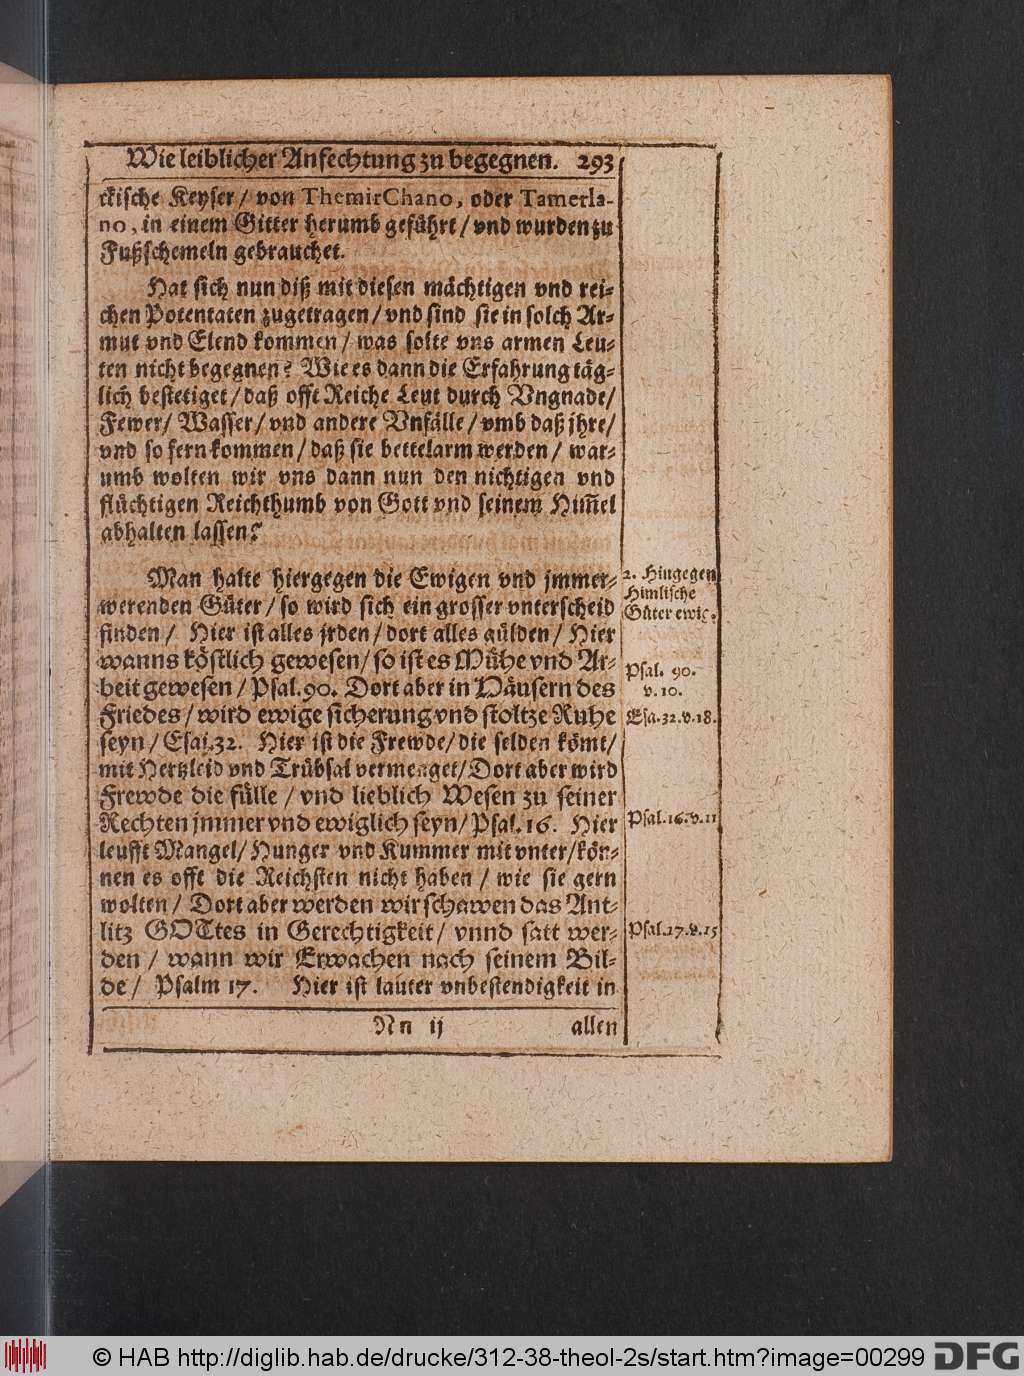 Wie leiblicher Anfechtung zu begegnen. 293
ckische Keyser / von ThemirChano, oder Tamerla-
no, in einem Gitter herumb geführt / vnd wurden zu
Fußschemeln gebrauchet.
Hat sich nun diß mit diesen mächtigen vnd rei-
chen Potentaten zugetragen / vnd sind sie in solch Ar-
mut vnd Elend kommen / was solte vns armen Leu-
ten nicht begegnen? Wie es dann die Erfahrung täg-
lich bestetiget / daß offt Reiche Leut durch Vngnade /
Fewer / Wasser / vnd andere Vnfälle / vmb daß jhre /
vnd so fern kommen / daß sie bettelarm werden / war-
umb wolten wir vns dann nun den nichtigen vnd
flüchtigen Reichthumb von Gott vnd seinem Him̃el
abhalten lassen?
Man halte hiergegen die Ewigen vnd jmmer-
werenden Güter / so wird sich ein grosser vnterscheid
finden / Hier ist alles jrden / dort alles gülden / Hier
wanns köstlich gewesen / so ist es Mühe vnd Ar-
beit gewesen / Psal. 90. Dort aber in Häusern des
Friedes / wird ewige sicherung vnd stoltze Ruhe
seyn / Esai. 32. Hier ist die Frewde / die selden kömt /
mit Hertzleid vnd Trübsal vermenget / Dort aber wird
Frewde die fülle / vnd lieblich Wesen zu seiner
Rechten jmmer vnd ewiglich seyn / Psal. 16. Hier
leufft Mangel / Hunger vnd Kummer mit vnter / kön-
nen es offt die Reichsten nicht haben / wie sie gern
wolten / Dort aber werden wir schawen das Ant-
litz GOTtes in Gerechtigkeit / vnnd satt wer-
den / wann wir Erwachen nach seinem Bil-
de / Psalm 17. Hier ist lauter vnbestendigkeit in
Nn ij allen
2. Hingegen
Himlische
Güter ewig.
Psal. 90.
v. 10.
Esa. 32. v. 18.
Psal. 16. v. 11
Psal. 17. v. 15
© HAB http://diglib.hab.de/drucke/312-38-theol-2s/start.htm?image=00299 DFG